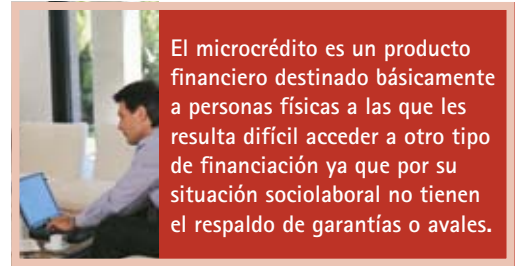 El microcrédito es un producto
financiero destinado básicamente
a personas físicas a las que les
resulta difícil acceder a otro tipo
de financiación ya que por su
situación sociolaboral no tienen
el respaldo de garantías o avales.